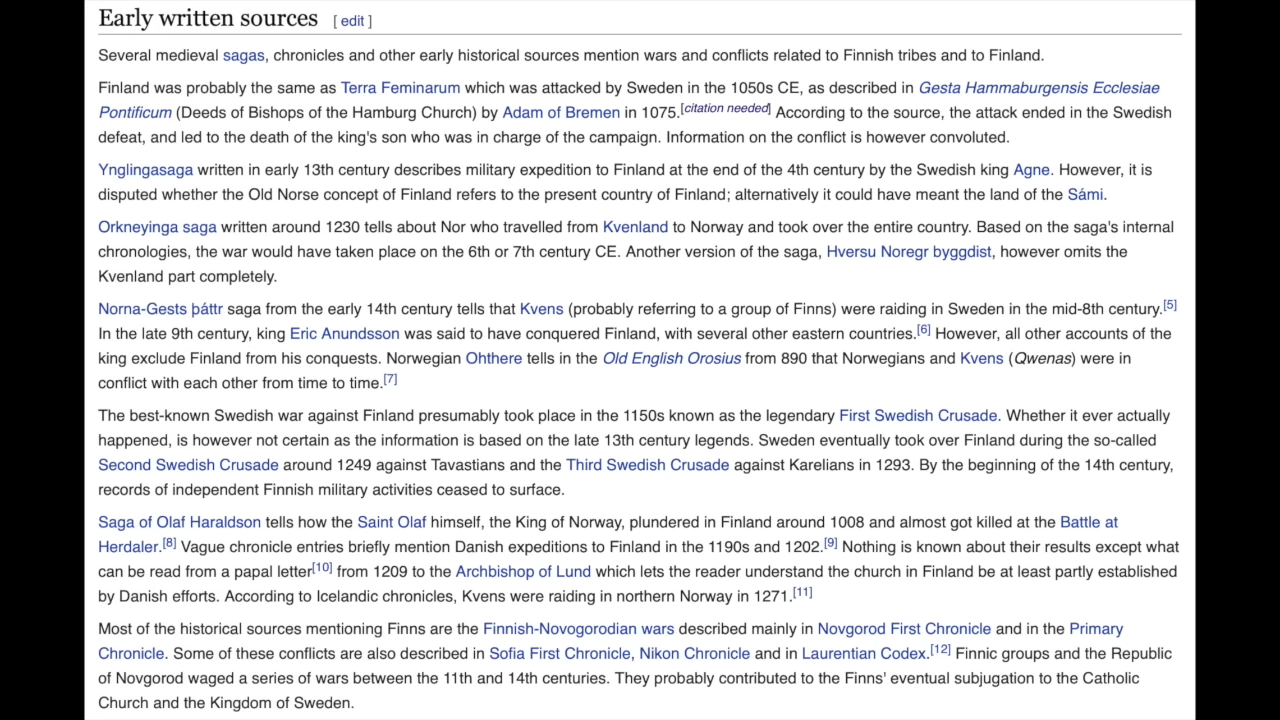 Early written sources [ edit ]
Several medieval sagas, chronicles and other early historical sources mention wars and conflicts related to Finnish tribes and to Finland.
Finland was probably the same as Terra Feminarum which was attacked by Sweden in the 1050s CE, as described in Gesta Hammaburgensis Ecclesiae
Pontificum (Deeds of Bishops of the Hamburg Church) by Adam of Bremen in 1075.[citation needed] According to the source, the attack ended in the Swedish
defeat, and led to the death of the king's son who was in charge of the campaign. Information on the conflict is however convoluted.
Ynglingasaga written in early 13th century describes military expedition to Finland at the end of the 4th century by the Swedish king Agne. However, it is
disputed whether the Old Norse concept of Finland refers to the present country of Finland; alternatively it could have meant the land of the Sámi.
Orkneyinga saga written around 1230 tells about Nor who travelled from Kvenland to Norway and took over the entire country. Based on the saga's internal
chronologies, the war would have taken place on the 6th or 7th century CE. Another version of the saga, Hversu Noregr byggdist, however omits the
Kvenland part completely.
Norna-Gests þáttr saga from the early 14th century tells that Kvens (probably referring to a group of Finns) were raiding in Sweden in the mid-8th century.[5]
In the late 9th century, king Eric Anundsson was said to have conquered Finland, with several other eastern countries.[6] However, all other accounts of the
king exclude Finland from his conquests. Norwegian Ohthere tells in the Old English Orosius from 890 that Norwegians and Kvens (Qwenas) were in
conflict with each other from time to time.[7]
The best-known Swedish war against Finland presumably took place in the 1150s known as the legendary First Swedish Crusade. Whether it ever actually
happened, is however not certain as the information is based on the late 13th century legends. Sweden eventually took over Finland during the so-called
Second Swedish Crusade around 1249 against Tavastians and the Third Swedish Crusade against Karelians in 1293. By the beginning of the 14th century,
records of independent Finnish military activities ceased to surface.
Saga of Olaf Haraldson tells how the Saint Olaf himself, the King of Norway, plundered in Finland around 1008 and almost got killed at the Battle at
Herdaler.[8] Vague chronicle entries briefly mention Danish expeditions to Finland in the 1190s and 1202.[9] Nothing is known about their results except what
can be read from a papal letter[10] from 1209 to the Archbishop of Lund which lets the reader understand the church in Finland be at least partly established
by Danish efforts. According to Icelandic chronicles, Kvens were raiding in northern Norway in 1271.[11]
Most of the historical sources mentioning Finns are the Finnish-Novogorodian wars described mainly in Novgorod First Chronicle and in the Primary
Chronicle. Some of these conflicts are also described in Sofia First Chronicle, Nikon Chronicle and in Laurentian Codex.[12] Finnic groups and the Republic
of Novgorod waged a series of wars between the 11th and 14th centuries. They probably contributed to the Finns' eventual subjugation to the Catholic
Church and the Kingdom of Sweden.